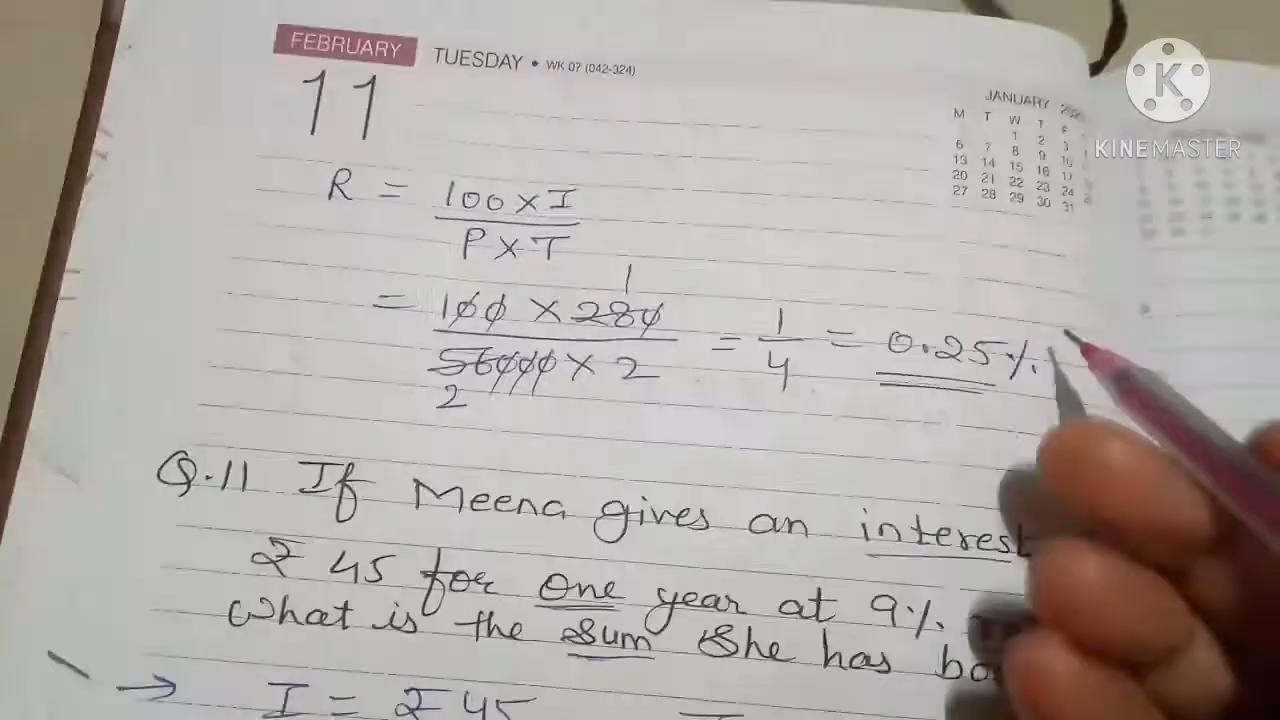 FEBRUARY TUESDAY • WK 07 (042-324)
11
JANUARY
M T W T F
1 2 3
6 7 8 9 10
13 14 15 16 17
20 21 22 23 24
27 28 29 30 31
KINEMASTER
R = 100 × I
P × T
1
= 100 × 280 = 1 = 0.25%
56000 × 2 4
2
Q.11 If Meena gives an interest
₹ 45 for one year at 9%.
What is the sum she has
→ I = ₹ 45